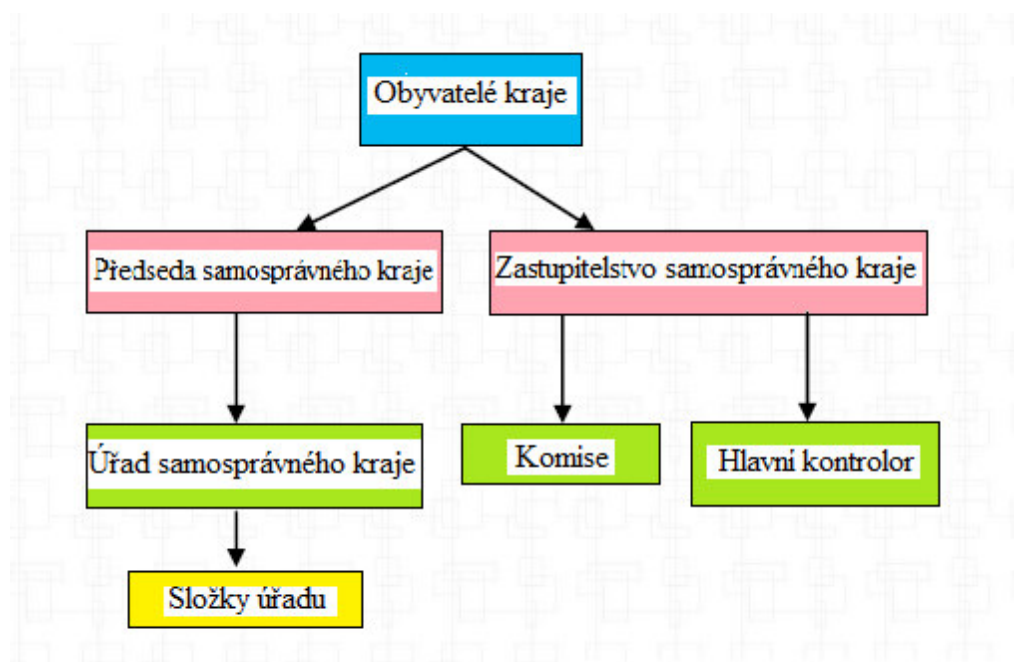 Obyvatelé kraje
Předseda samosprávného kraje
Zastupitelstvo samosprávného kraje
Úřad samosprávného kraje
Komise
Hlavní kontrolor
Složky úřadu